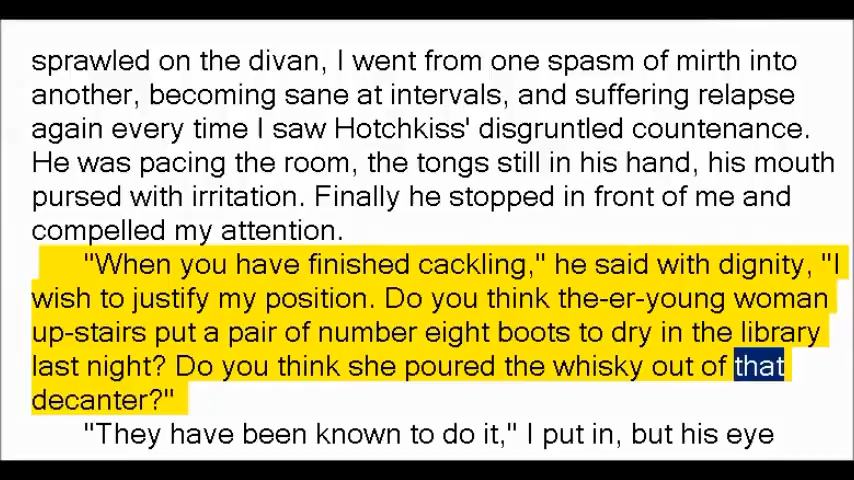 sprawled on the divan, I went from one spasm of mirth into
another, becoming sane at intervals, and suffering relapse
again every time I saw Hotchkiss' disgruntled countenance.
He was pacing the room, the tongs still in his hand, his mouth
pursed with irritation. Finally he stopped in front of me and
compelled my attention.
"When you have finished cackling," he said with dignity, "I
wish to justify my position. Do you think the-er-young woman
up-stairs put a pair of number eight boots to dry in the library
last night? Do you think she poured the whisky out of that
decanter?"
"They have been known to do it," I put in, but his eye